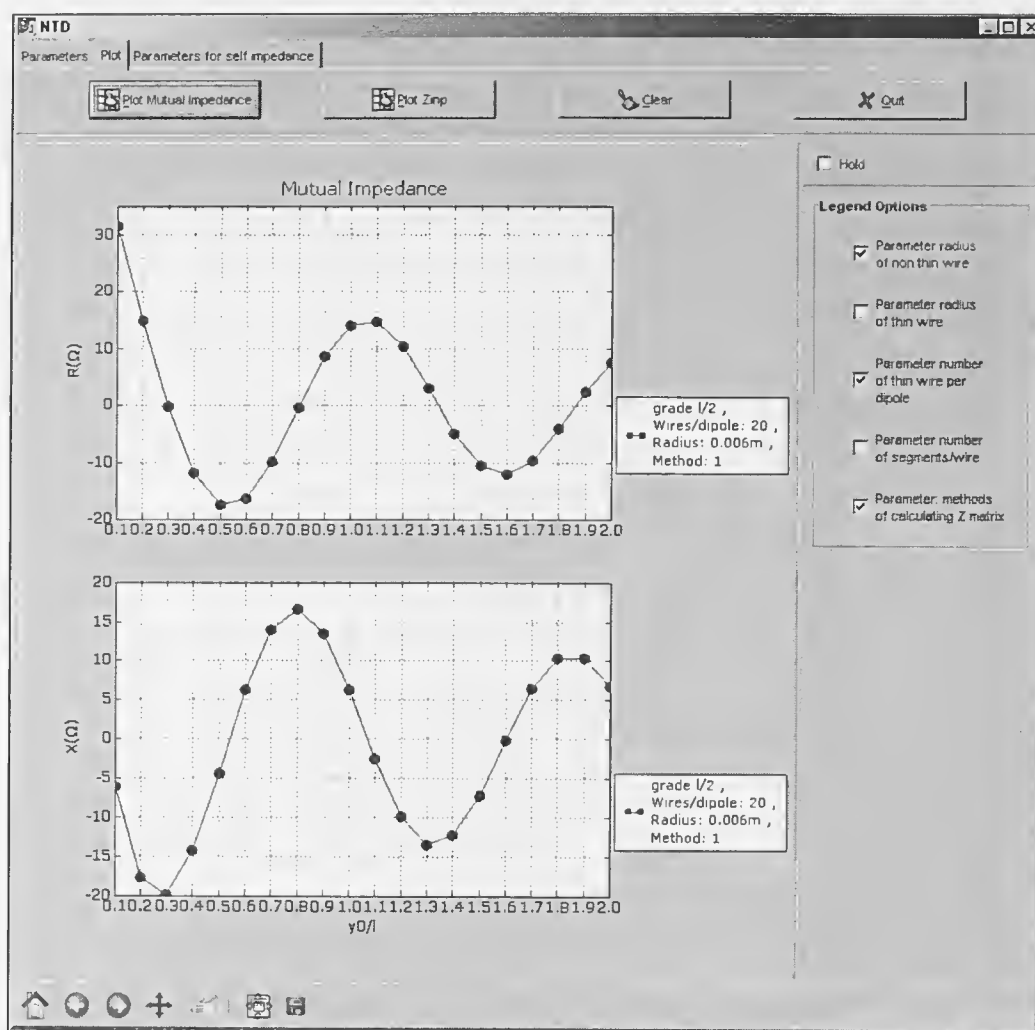 NTD
Parameters Plot Parameters for self impedance
Plot Mutual Impedance Plot Zinp Clear Quit
Hold
Legend Options
Parameter radius
of non thin wire
Parameter radius
of thin wire
Parameter number
of thin wire per
dipole
Parameter number
of segments/wire
Parameter: methods
of calculating Z matrix
Mutual Impedance
R(Ω)
30
20
10
0
-10
-20
0.10.20.30.40.50.60.70.80.91.01.11.21.31.41.51.61.71.81.92.0
grade l/2 ,
Wires/dipole: 20 ,
Radius: 0.006m ,
Method: 1
X(Ω)
20
15
10
5
0
-5
-10
-15
-20
0.10.20.30.40.50.60.70.80.91.01.11.21.31.41.51.61.71.81.92.0
y0/l
grade l/2 ,
Wires/dipole: 20 ,
Radius: 0.006m ,
Method: 1